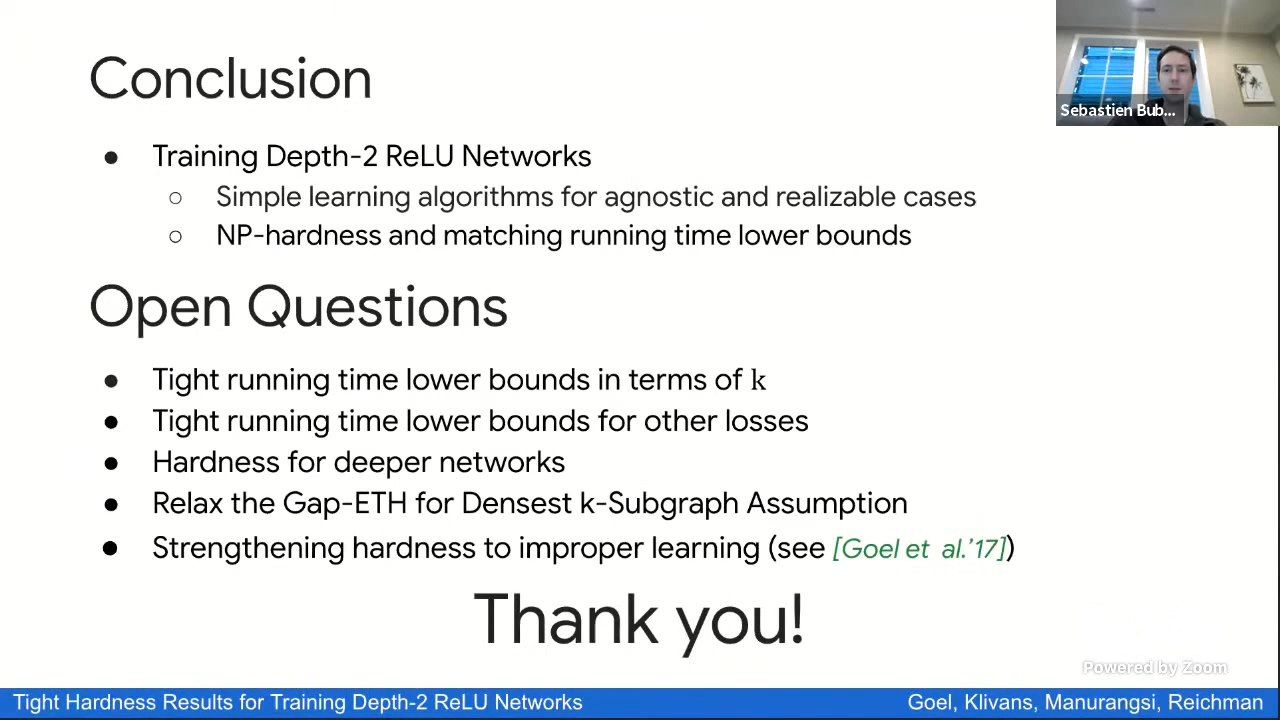 Conclusion
Sebastien Bub...
● Training Depth-2 ReLU Networks
○ Simple learning algorithms for agnostic and realizable cases
○ NP-hardness and matching running time lower bounds
Open Questions
● Tight running time lower bounds in terms of k
● Tight running time lower bounds for other losses
● Hardness for deeper networks
● Relax the Gap-ETH for Densest k-Subgraph Assumption
● Strengthening hardness to improper learning (see [Goel et al.'17])
Thank you!
Powered by Zoom
Tight Hardness Results for Training Depth-2 ReLU Networks
Goel, Klivans, Manurangsi, Reichman